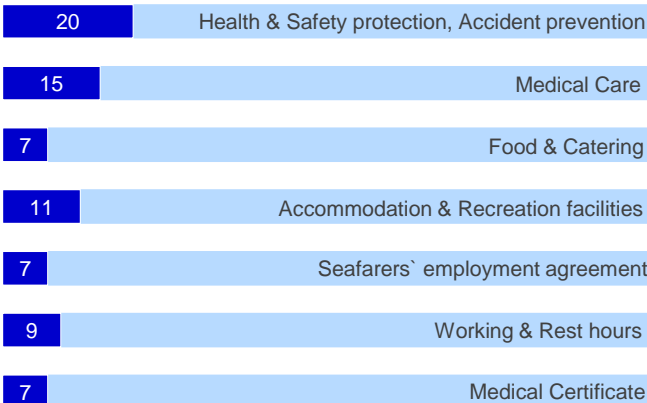 20 Health & Safety protection, Accident prevention
15 Medical Care
7 Food & Catering
11 Accommodation & Recreation facilities
7 Seafarers` employment agreement
9 Working & Rest hours
7 Medical Certificate